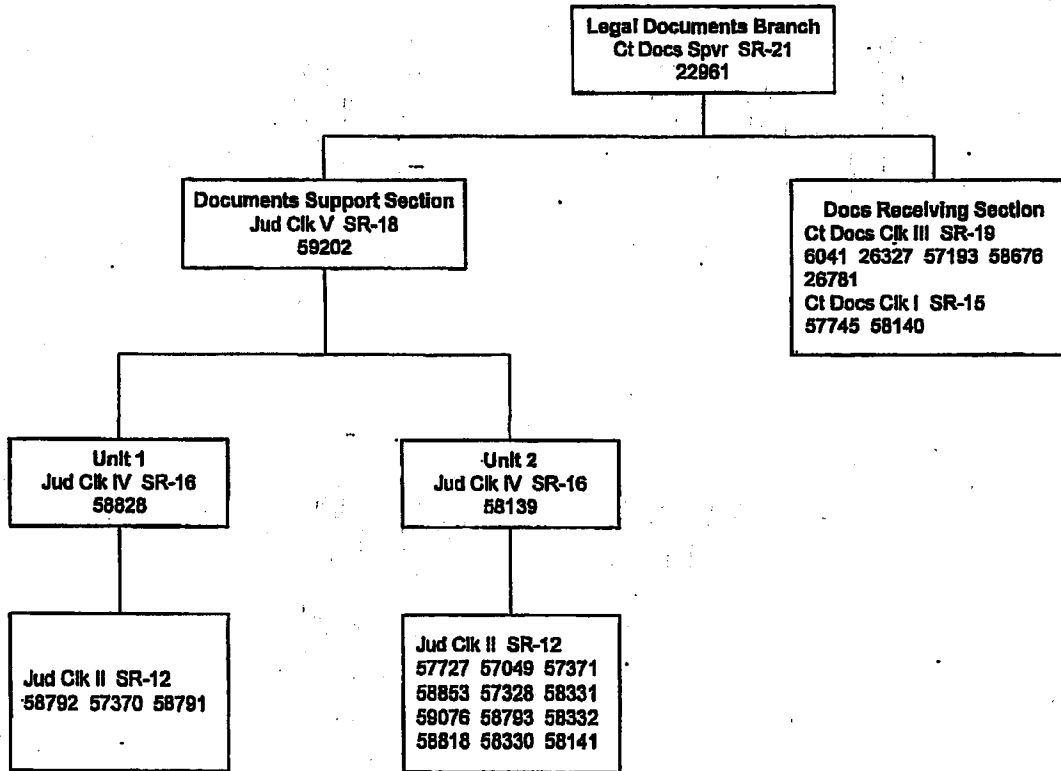 Legal Documents Branch
Ct Docs Spvr SR-21
22961
Documents Support Section
Jud Clk V SR-18
59202
Docs Receiving Section
Ct Docs Clk III SR-19
6041 26327 57193 58676
26781
Ct Docs Clk I SR-15
57745 58140
Unit 1
Jud Clk IV SR-16
58828
Unit 2
Jud Clk IV SR-16
58139
Jud Clk II SR-12
58792 57370 58791
Jud Clk II SR-12
57727 57049 57371
58853 57328 58331
59076 58793 58332
58818 58330 58141